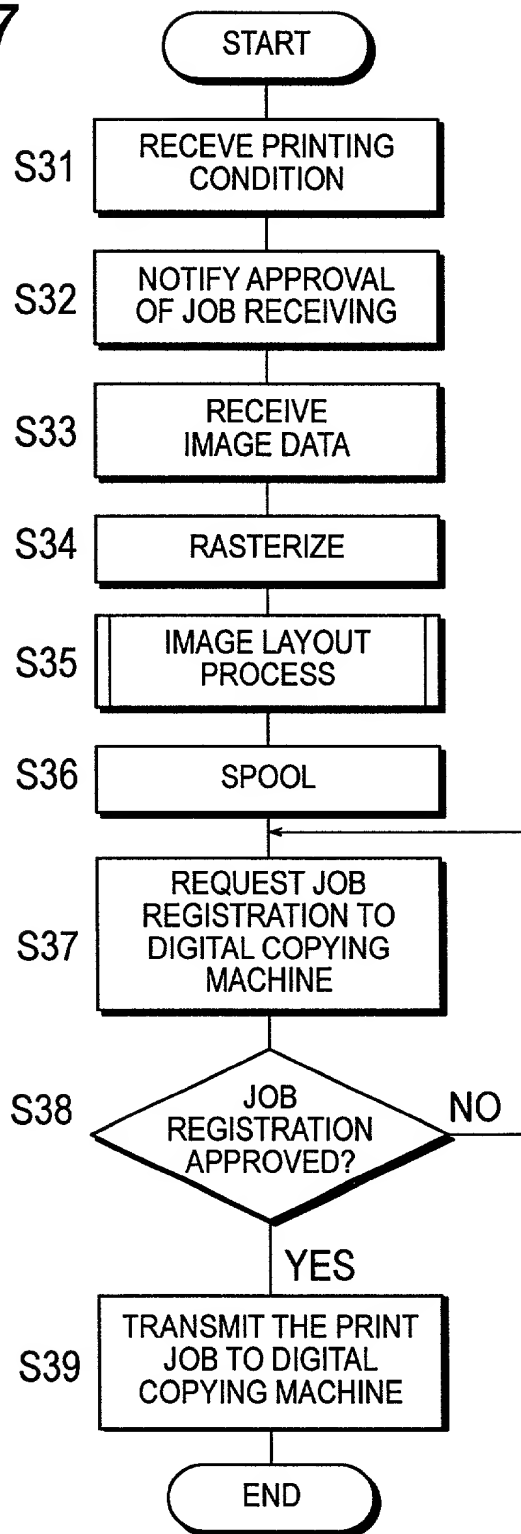 7
START
S31
RECEVE PRINTING
CONDITION
S32
NOTIFY APPROVAL
OF JOB RECEIVING
S33
RECEIVE
IMAGE DATA
S34
RASTERIZE
S35
IMAGE LAYOUT
PROCESS
S36
SPOOL
S37
REQUEST JOB
REGISTRATION TO
DIGITAL COPYING
MACHINE
S38
JOB
REGISTRATION
APPROVED?
NO
YES
S39
TRANSMIT THE PRINT
JOB TO DIGITAL
COPYING MACHINE
END